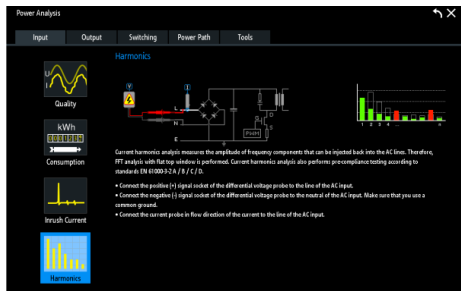 Power Analysis
Input Output Switching Power Path Tools
Harmonics
U
I
Quality
kWh
Consumption
Inrush Current
Harmonics
V
I
L
N
E
D
G
S
PWM
1 2 3 4 ... n
Current harmonics analysis measures the amplitude of frequency components that can be injected back into the AC lines. Therefore,
FFT analysis with flat top window is performed. Current harmonics analysis also performs pre-compliance testing according to
standards EN 61000-3-2 A / B / C / D.
• Connect the positive (+) signal socket of the differential voltage probe to the line of the AC input.
• Connect the negative (-) signal socket of the differential voltage probe to the neutral of the AC input. Make sure that you use a
common ground.
• Connect the current probe in flow direction of the current to the line of the AC input.